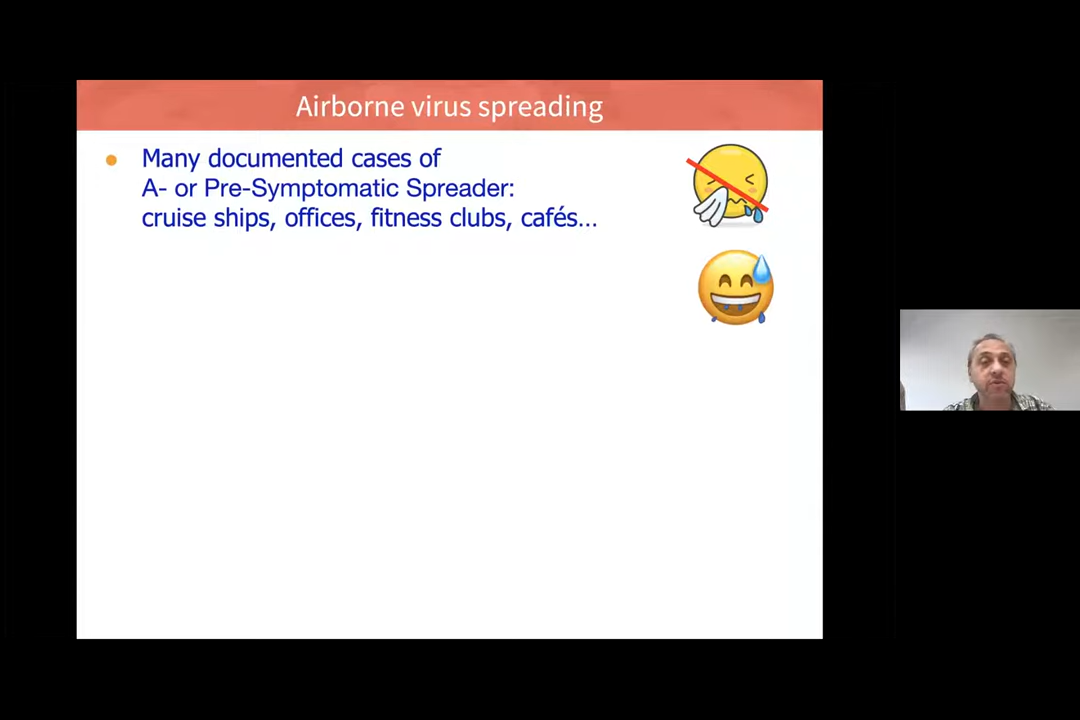 Airborne virus spreading
Many documented cases of
A- or Pre-Symptomatic Spreader:
cruise ships, offices, fitness clubs, cafés...